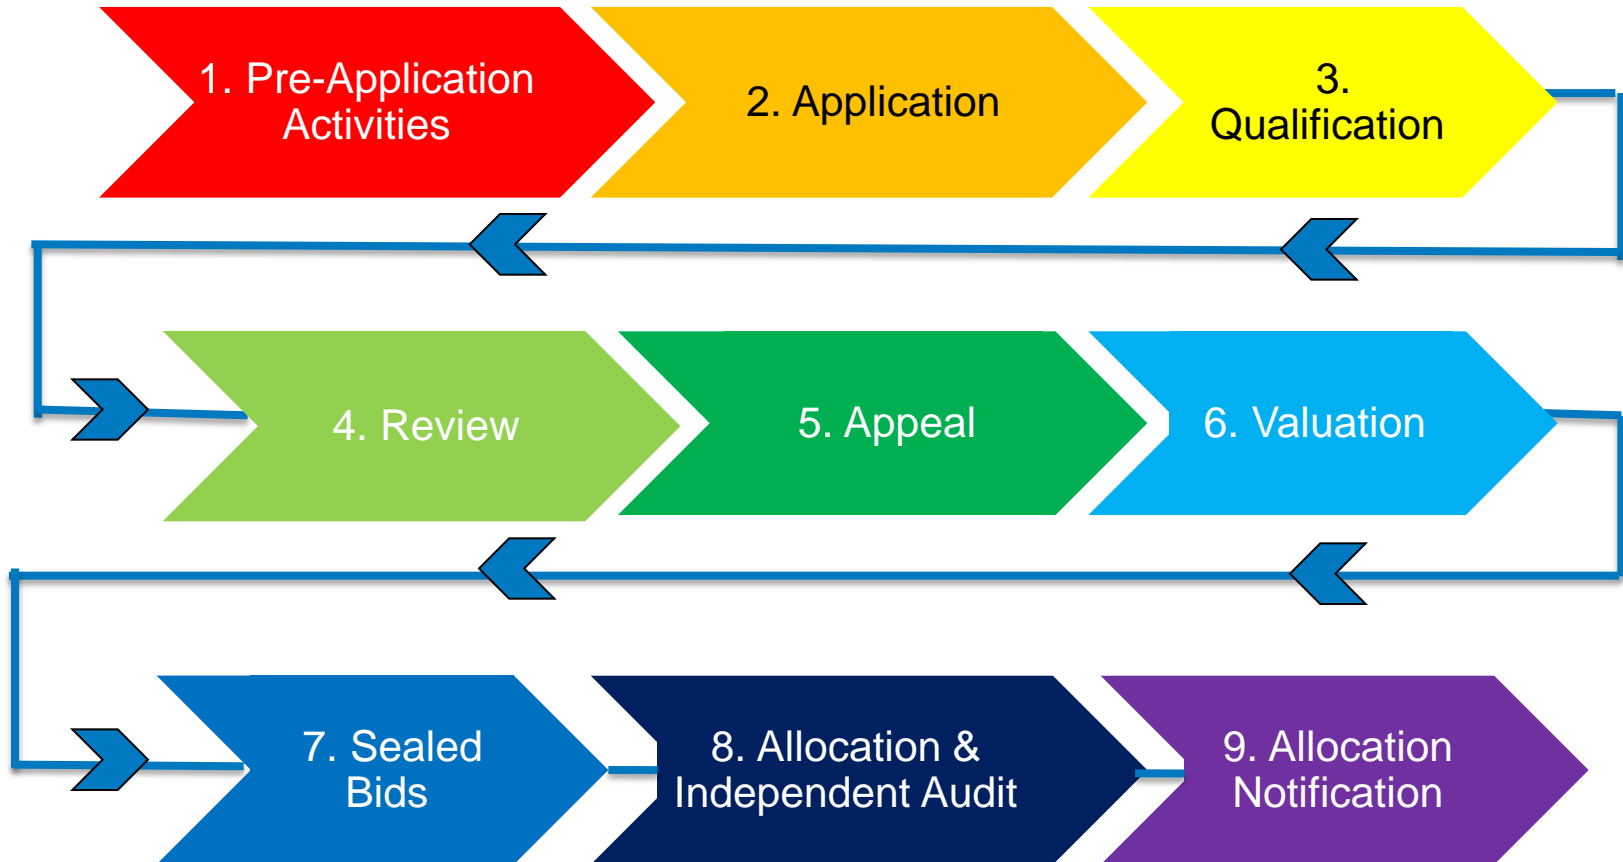 1. Pre-Application
Activities
2. Application
3.
Qualification
4. Review
5. Appeal
6. Valuation
7. Sealed
Bids
8. Allocation &
Independent Audit
9. Allocation
Notification